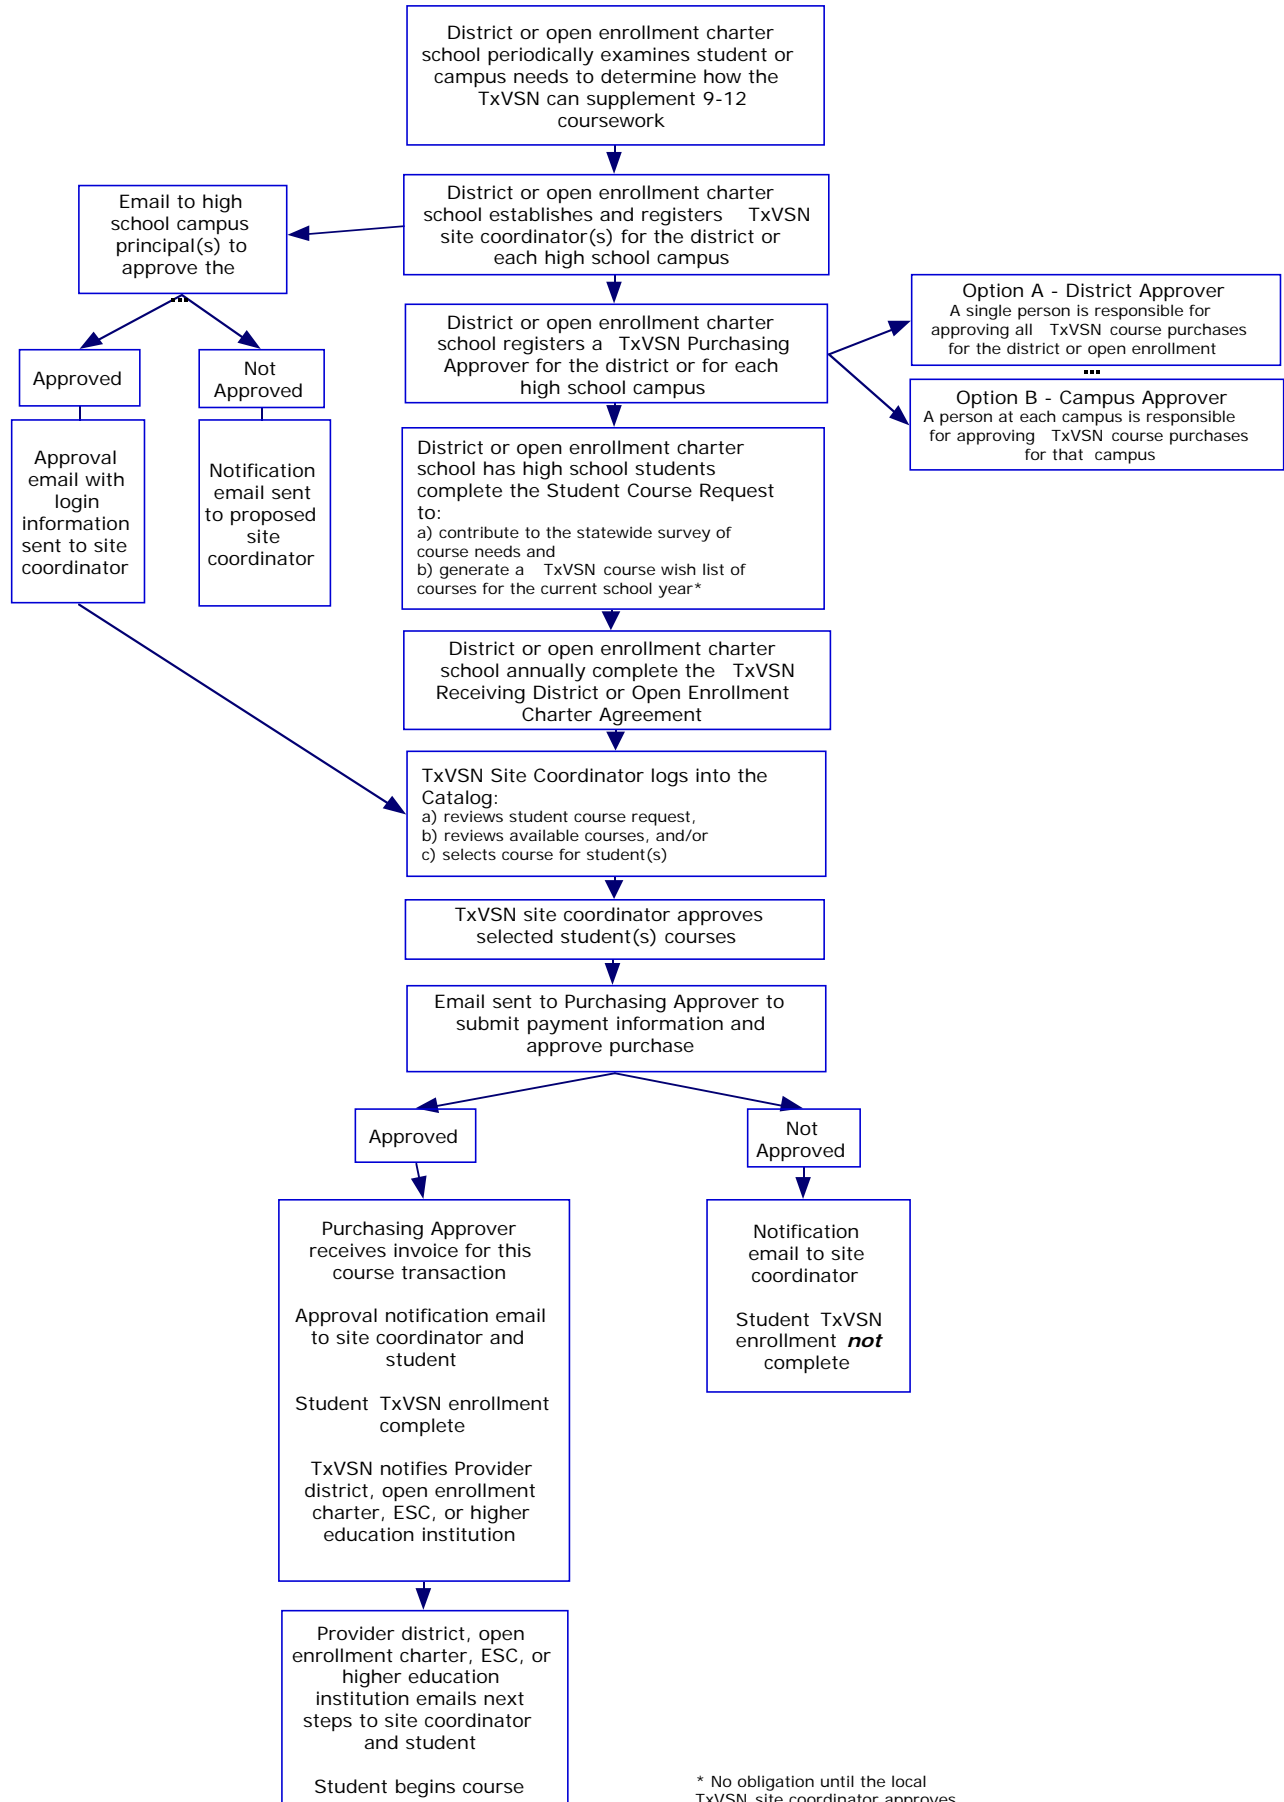 District or open enrollment charter
school periodically examines student or
campus needs to determine how the
TxVSN can supplement 9-12
coursework
District or open enrollment charter
school establishes and registers TxVSN
site coordinator(s) for the district or
each high school campus
Email to high
school campus
principal(s) to
approve the
...
Approved
Not
Approved
Approval
email with
login
information
sent to site
coordinator
Notification
email sent
to proposed
site
coordinator
District or open enrollment charter
school registers a TxVSN Purchasing
Approver for the district or for each
high school campus
Option A - District Approver
A single person is responsible for
approving all TxVSN course purchases
for the district or open enrollment
...
Option B - Campus Approver
A person at each campus is responsible
for approving TxVSN course purchases
for that campus
District or open enrollment charter
school has high school students
complete the Student Course Request
to:
a) contribute to the statewide survey of
course needs and
b) generate a TxVSN course wish list of
courses for the current school year*
District or open enrollment charter
school annually complete the TxVSN
Receiving District or Open Enrollment
Charter Agreement
TxVSN Site Coordinator logs into the
Catalog:
a) reviews student course request,
b) reviews available courses, and/or
c) selects course for student(s)
TxVSN site coordinator approves
selected student(s) courses
Email sent to Purchasing Approver to
submit payment information and
approve purchase
Approved
Not
Approved
Purchasing Approver
receives invoice for this
course transaction
Approval notification email
to site coordinator and
student
Student TxVSN enrollment
complete
TxVSN notifies Provider
district, open enrollment
charter, ESC, or higher
education institution
Notification
email to site
coordinator
Student TxVSN
enrollment not
complete
Provider district, open
enrollment charter, ESC, or
higher education
institution emails next
steps to site coordinator
and student
Student begins course
* No obligation until the local
TxVSN site coordinator approves